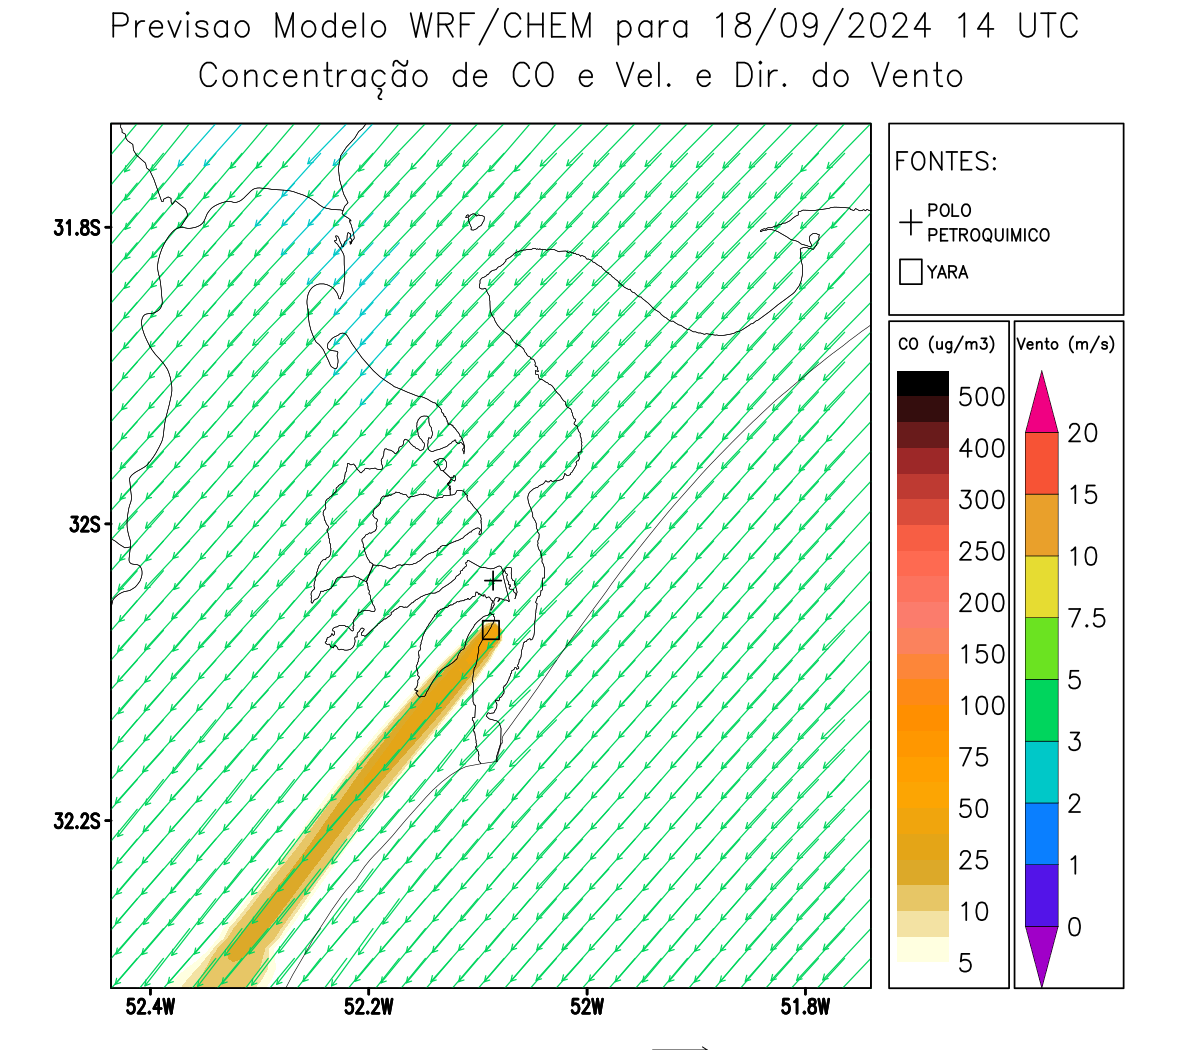 Previsao Modelo WRF/CHEM para 18/09/2024 14 UTC
Concentração de CO e Vel. e Dir. do Vento
FONTES:
POLO
PETROQUIMICO
YARA
CO (ug/m3)
500
400
300
250
200
150
100
75
50
25
10
5
Vento (m/s)
20
15
10
7.5
5
3
2
1
0
31.8S
32S
32.2S
52.4W
52.2W
52W
51.8W